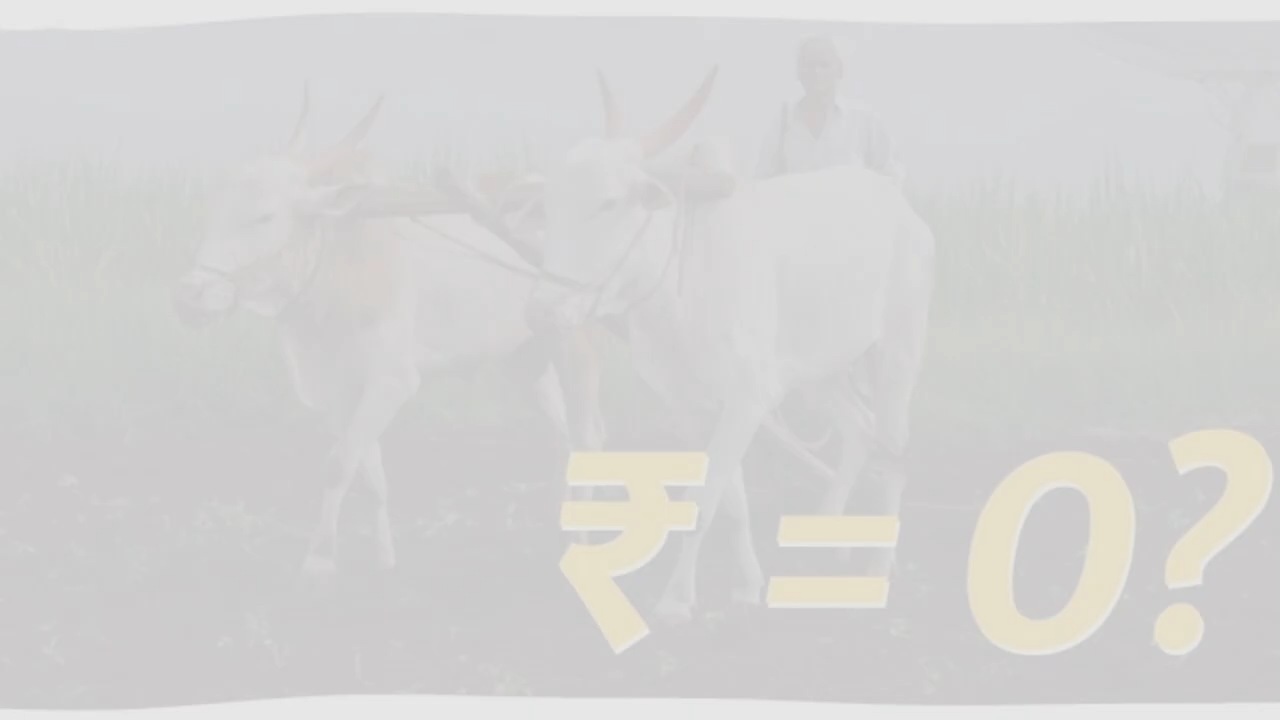 ₹ = 0?